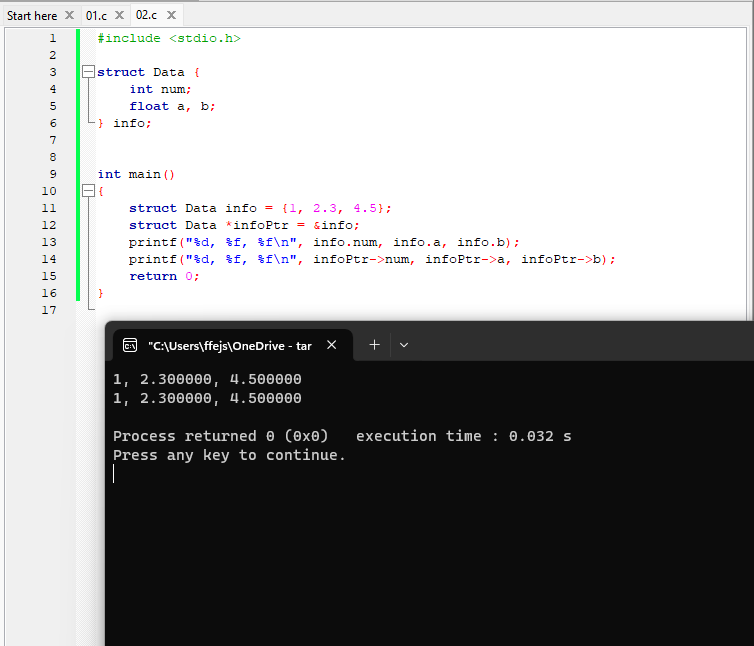 Start here X 01.c X 02.c X
1 #include <stdio.h>
2
3 struct Data {
4     int num;
5     float a, b;
6 } info;
7
8
9 int main()
10 {
11     struct Data info = {1, 2.3, 4.5};
12     struct Data *infoPtr = &info;
13     printf("%d, %f, %f\n", info.num, info.a, info.b);
14     printf("%d, %f, %f\n", infoPtr->num, infoPtr->a, infoPtr->b);
15     return 0;
16 }
17
"C:\Users\ffejs\OneDrive - tar
1, 2.300000, 4.500000
1, 2.300000, 4.500000
Process returned 0 (0x0)   execution time : 0.032 s
Press any key to continue.